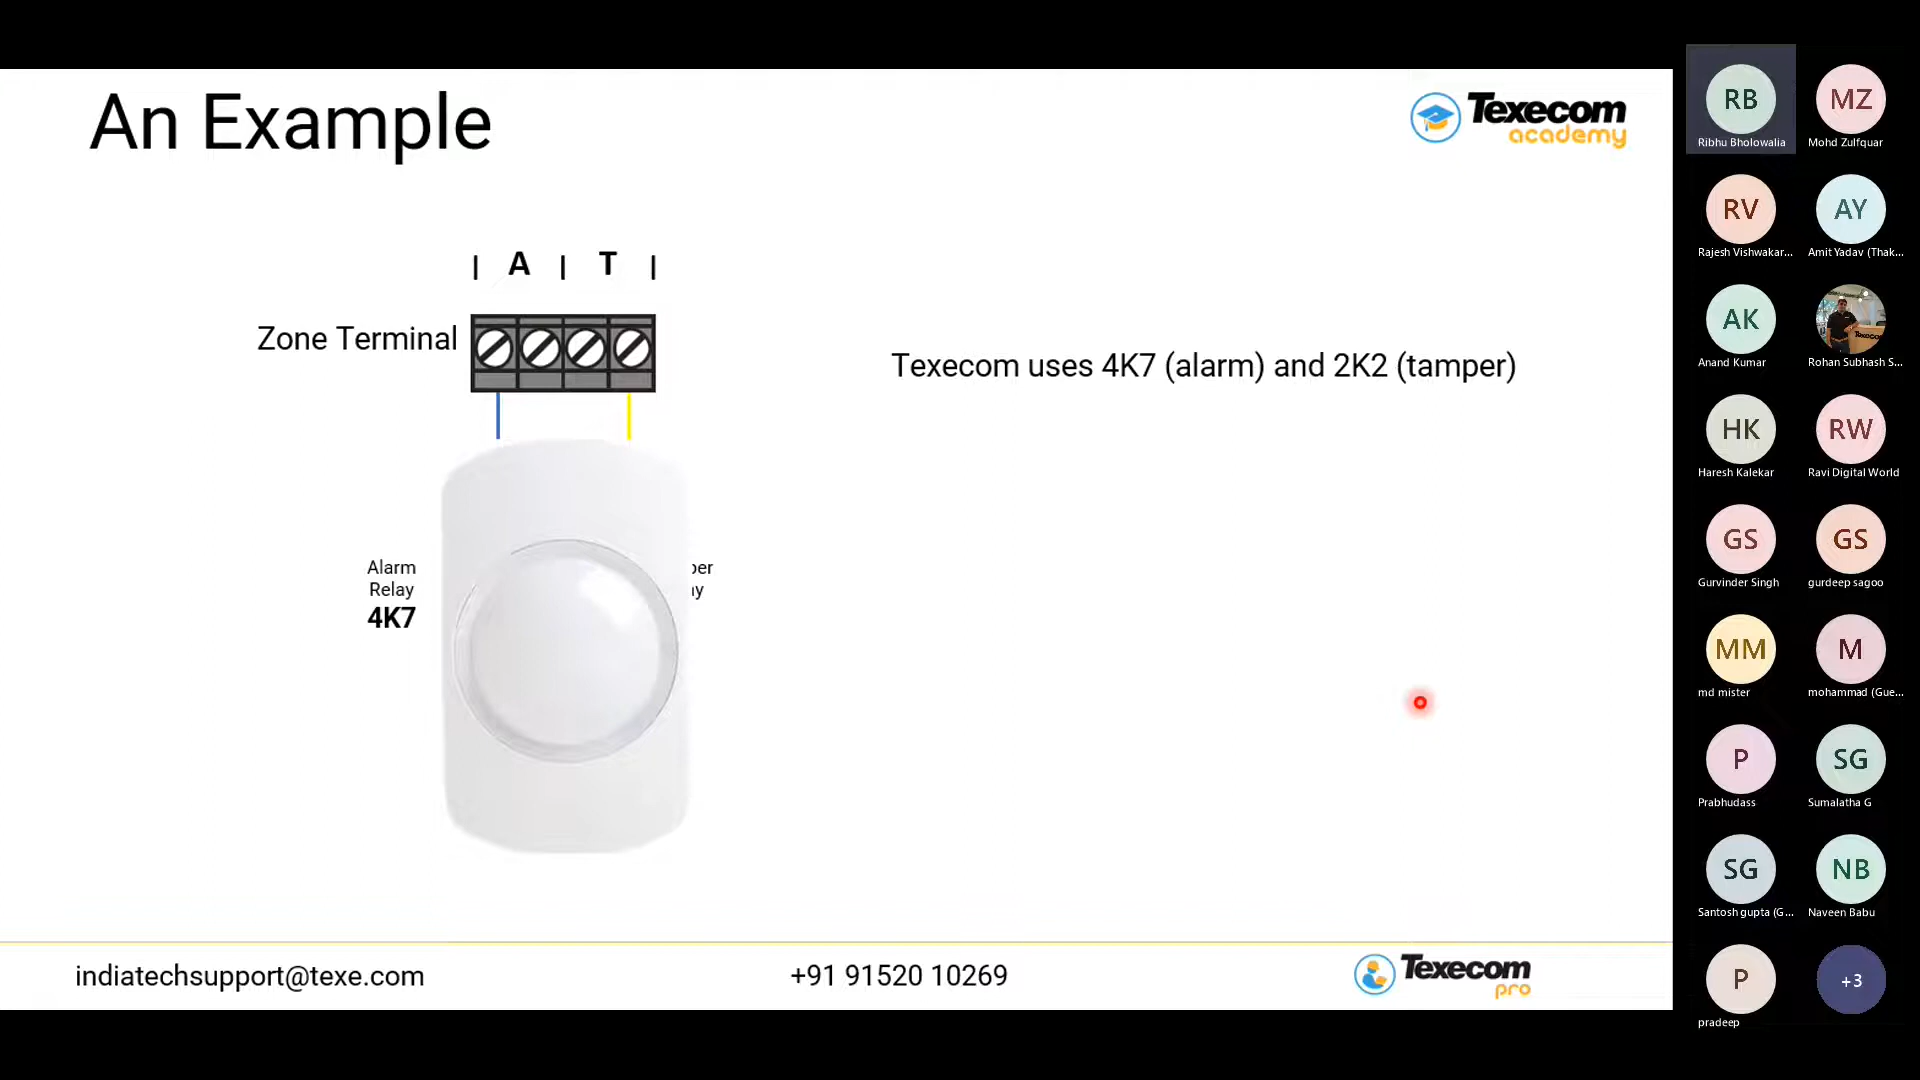 An Example
Texecom
academy
| A | T |
Zone Terminal
Texecom uses 4K7 (alarm) and 2K2 (tamper)
Alarm
Relay
4K7
indiatechsupport@texe.com
+91 91520 10269
Texecom
pro
RB
Ribhu Bholowalia
MZ
Mohd Zulfquar
RV
Rajesh Vishwakar...
AY
Amit Yadav (Thak...
AK
Anand Kumar
Rohan Subhash S...
HK
Haresh Kalekar
RW
Ravi Digital World
GS
Gurvinder Singh
GS
gurdeep sagoo
MM
md mister
M
mohammad (Gue...
P
Prabhudass
SG
Sumalatha G
SG
Santosh gupta (G...
NB
Naveen Babu
P
pradeep
+3